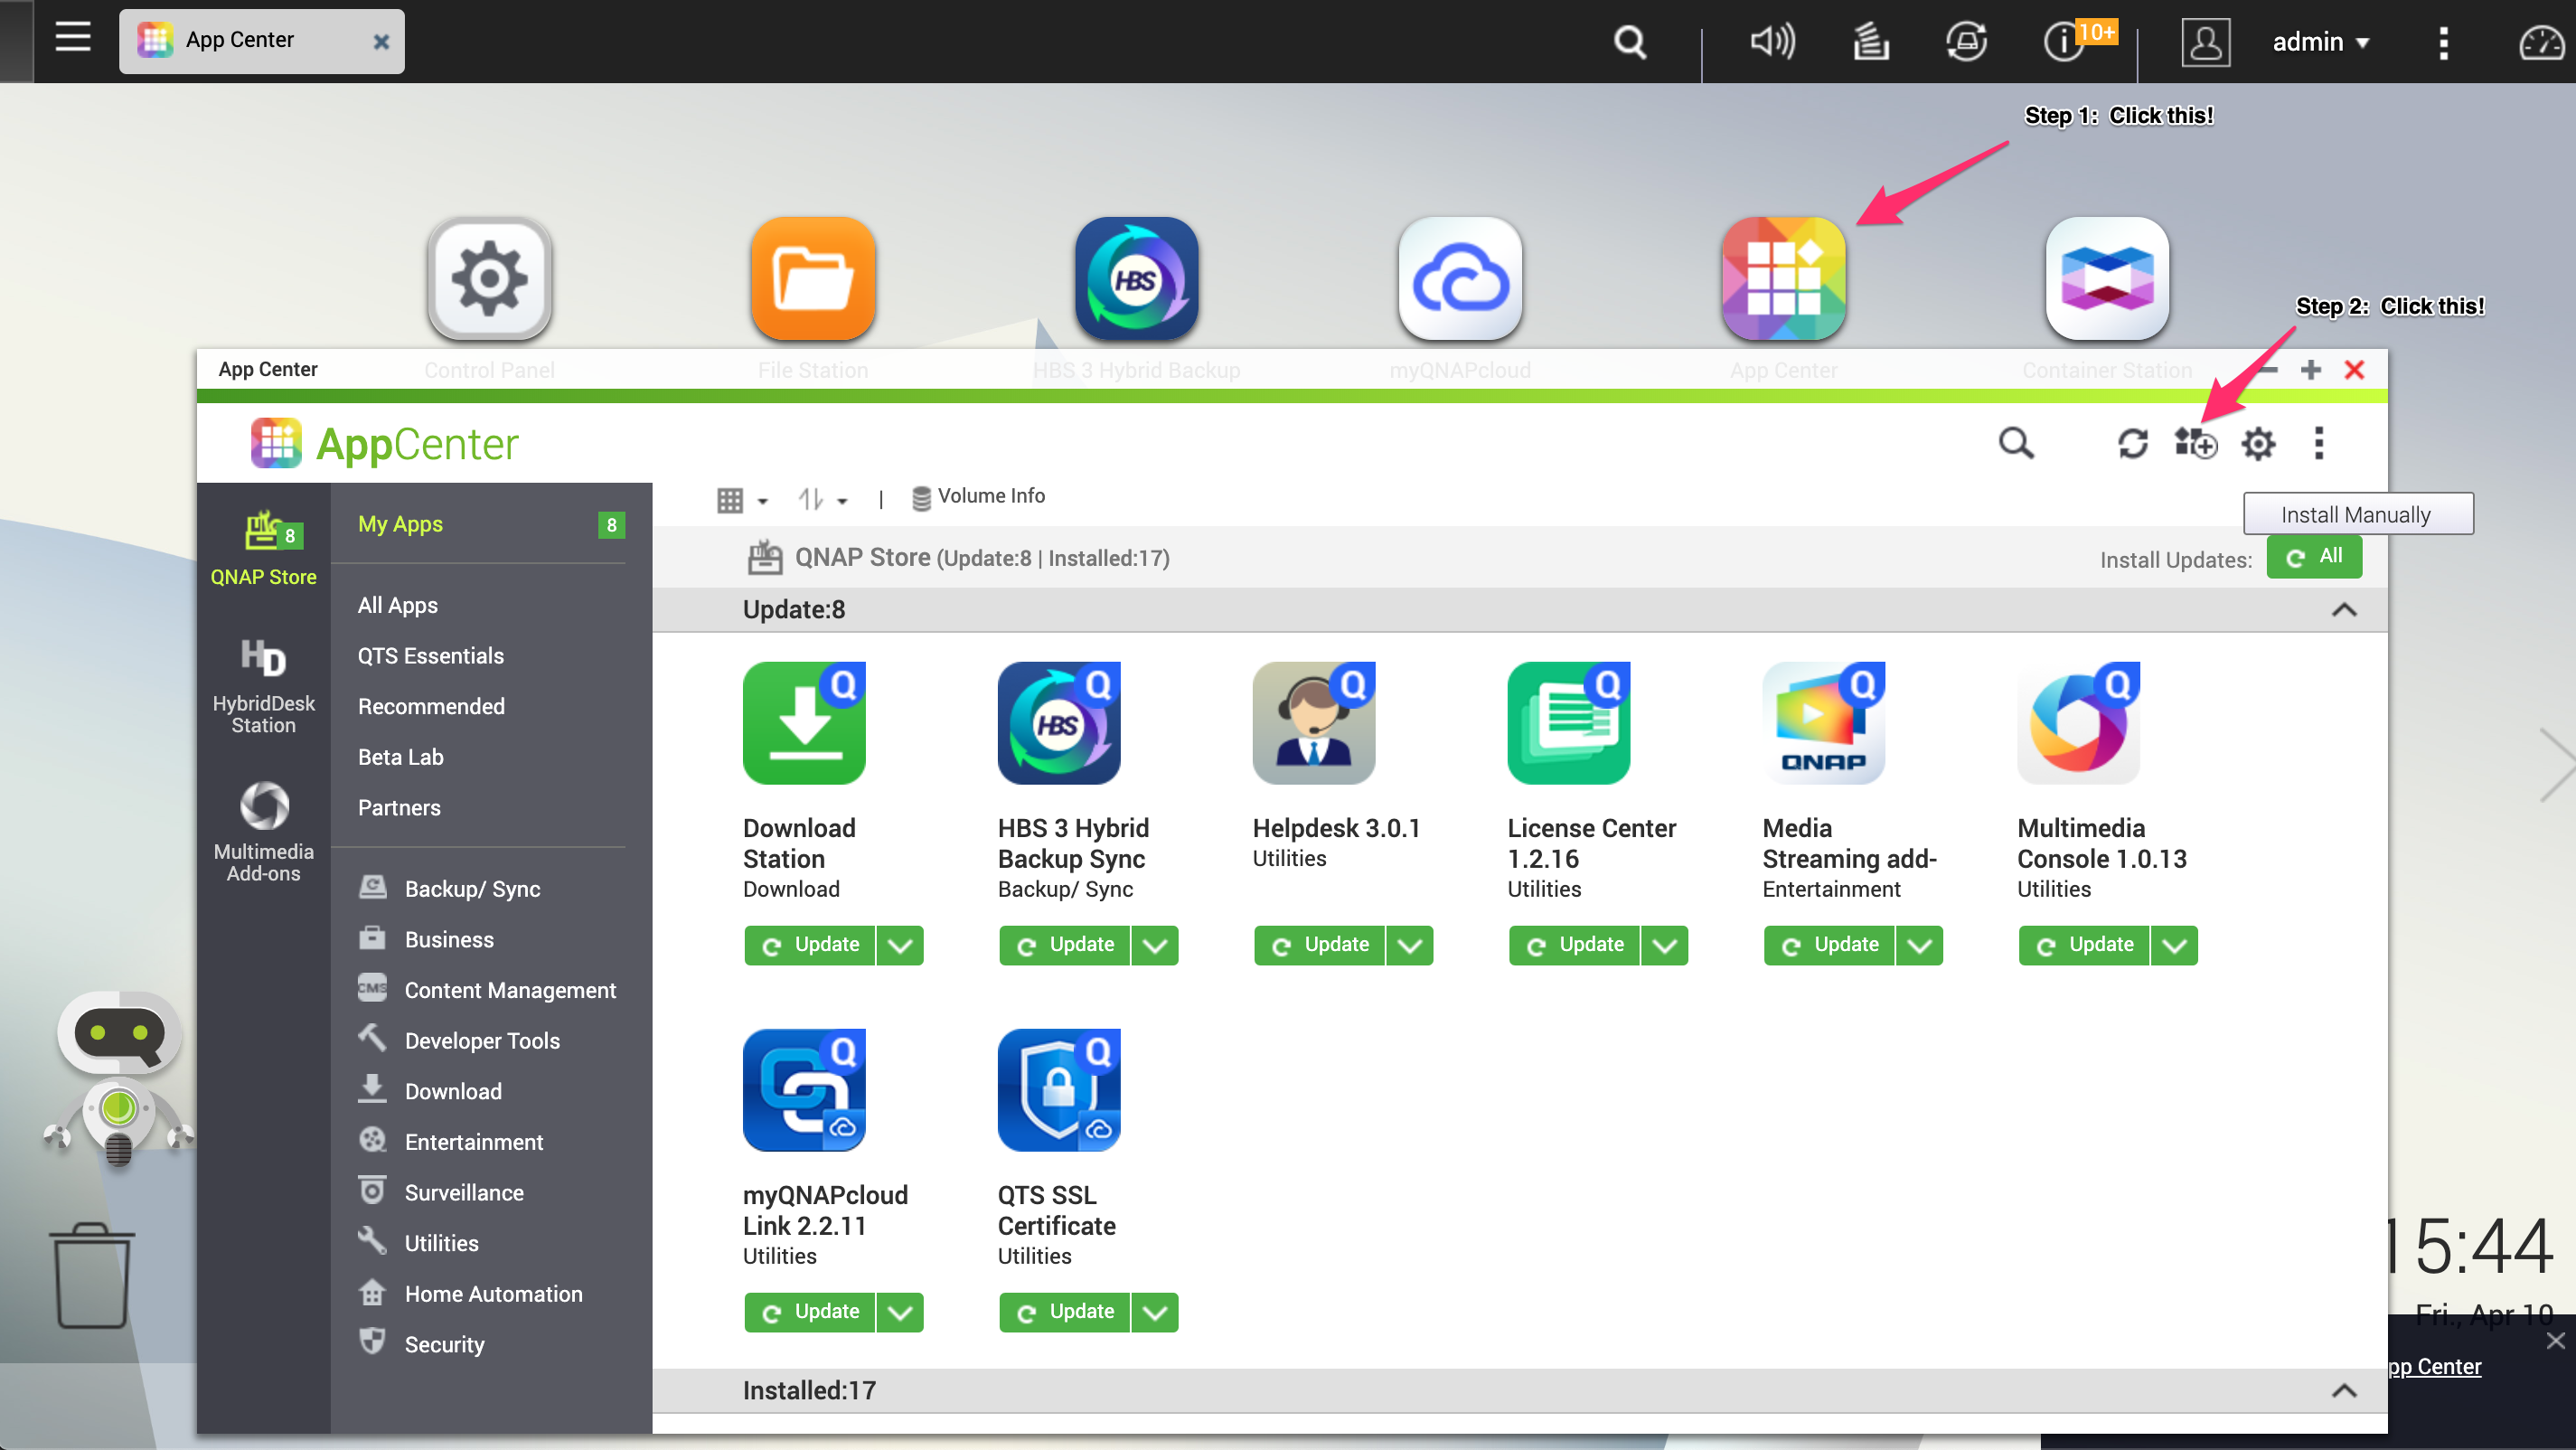 App Center
10+
admin
Step 1: Click this!
Step 2: Click this!
App Center
Control Panel
File Station
HBS
HBS 3 Hybrid Backup
myQNAPcloud
App Center
Container Station
AppCenter
Install Manually
8
QNAP Store
HD
HybridDesk
Station
Multimedia
Add-ons
My Apps
8
All Apps
QTS Essentials
Recommended
Beta Lab
Partners
Backup/ Sync
Business
CMS
Content Management
Developer Tools
Download
Entertainment
Surveillance
Utilities
Home Automation
Security
| Volume Info
QNAP Store (Update:8 | Installed:17)
Install Updates: All
Update:8
Q
Download
Station
Download
Update
Q
HBS
HBS 3 Hybrid
Backup Sync
Backup/ Sync
Update
Q
Helpdesk 3.0.1
Utilities
Update
Q
License Center
1.2.16
Utilities
Update
Q
QNAP
Media
Streaming add-
Entertainment
Update
Q
Multimedia
Console 1.0.13
Utilities
Update
Q
myQNAPcloud
Link 2.2.11
Utilities
Update
Q
QTS SSL
Certificate
Utilities
Update
Installed:17
15:44
Fri., Apr 10
pp Center